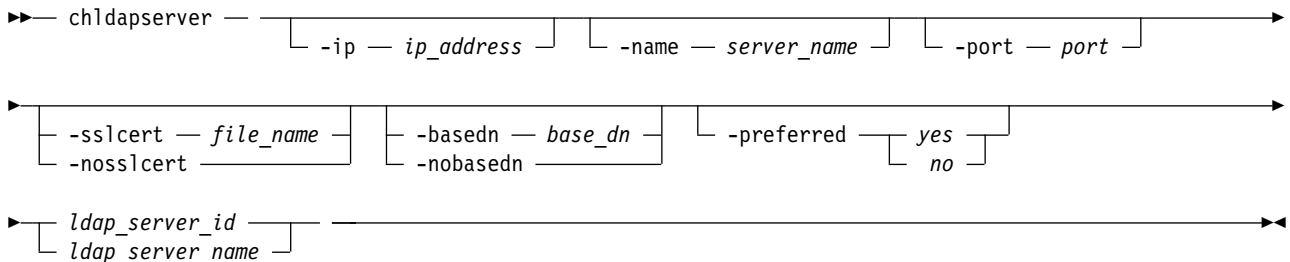 chldapserver -ip ip_address -name server_name -port port
-sslcert file_name -basedn base_dn -preferred yes
-nosslcert -nobasedn no
ldap_server_id
ldap_server_name